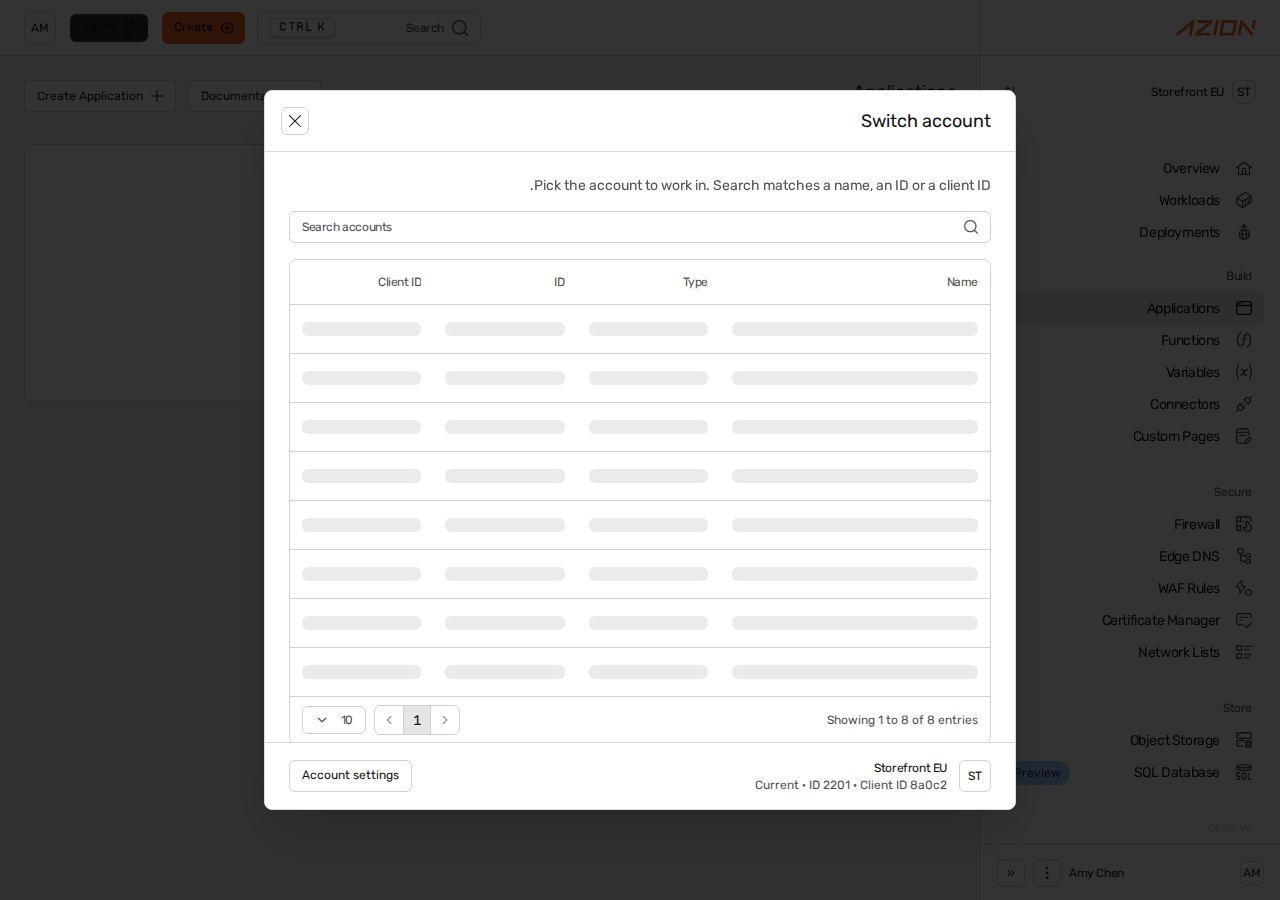 AM
Agent
Create
CTRL K
Search
AZION
Create Application
Applications
Storefront EU
ST
Overview
Workloads
Deployments
Build
Applications
Functions
Variables
Connectors
Custom Pages
Secure
Firewall
Edge DNS
WAF Rules
Certificate Manager
Network Lists
Store
Object Storage
SQL Database
Preview
Observe
Amy Chen
AM
Switch account
.Pick the account to work in. Search matches a name, an ID or a client ID
Search accounts
Client ID
ID
Type
Name
10
1
Showing 1 to 8 of 8 entries
Account settings
Storefront EU
Current • ID 2201 • Client ID 8a0c2
ST